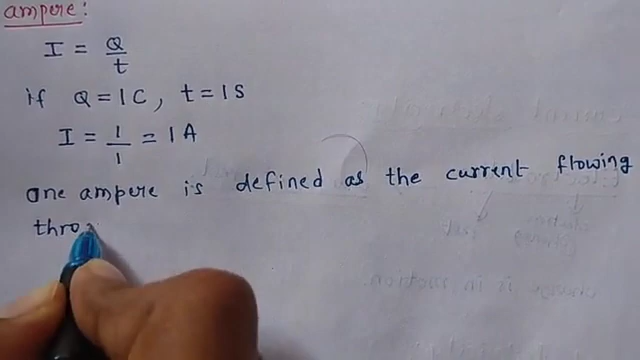 ampere:
I = Q/t
if Q = 1C, t = 1S
I = 1/1 = 1A
one ampere is defined as the current flowing
thro